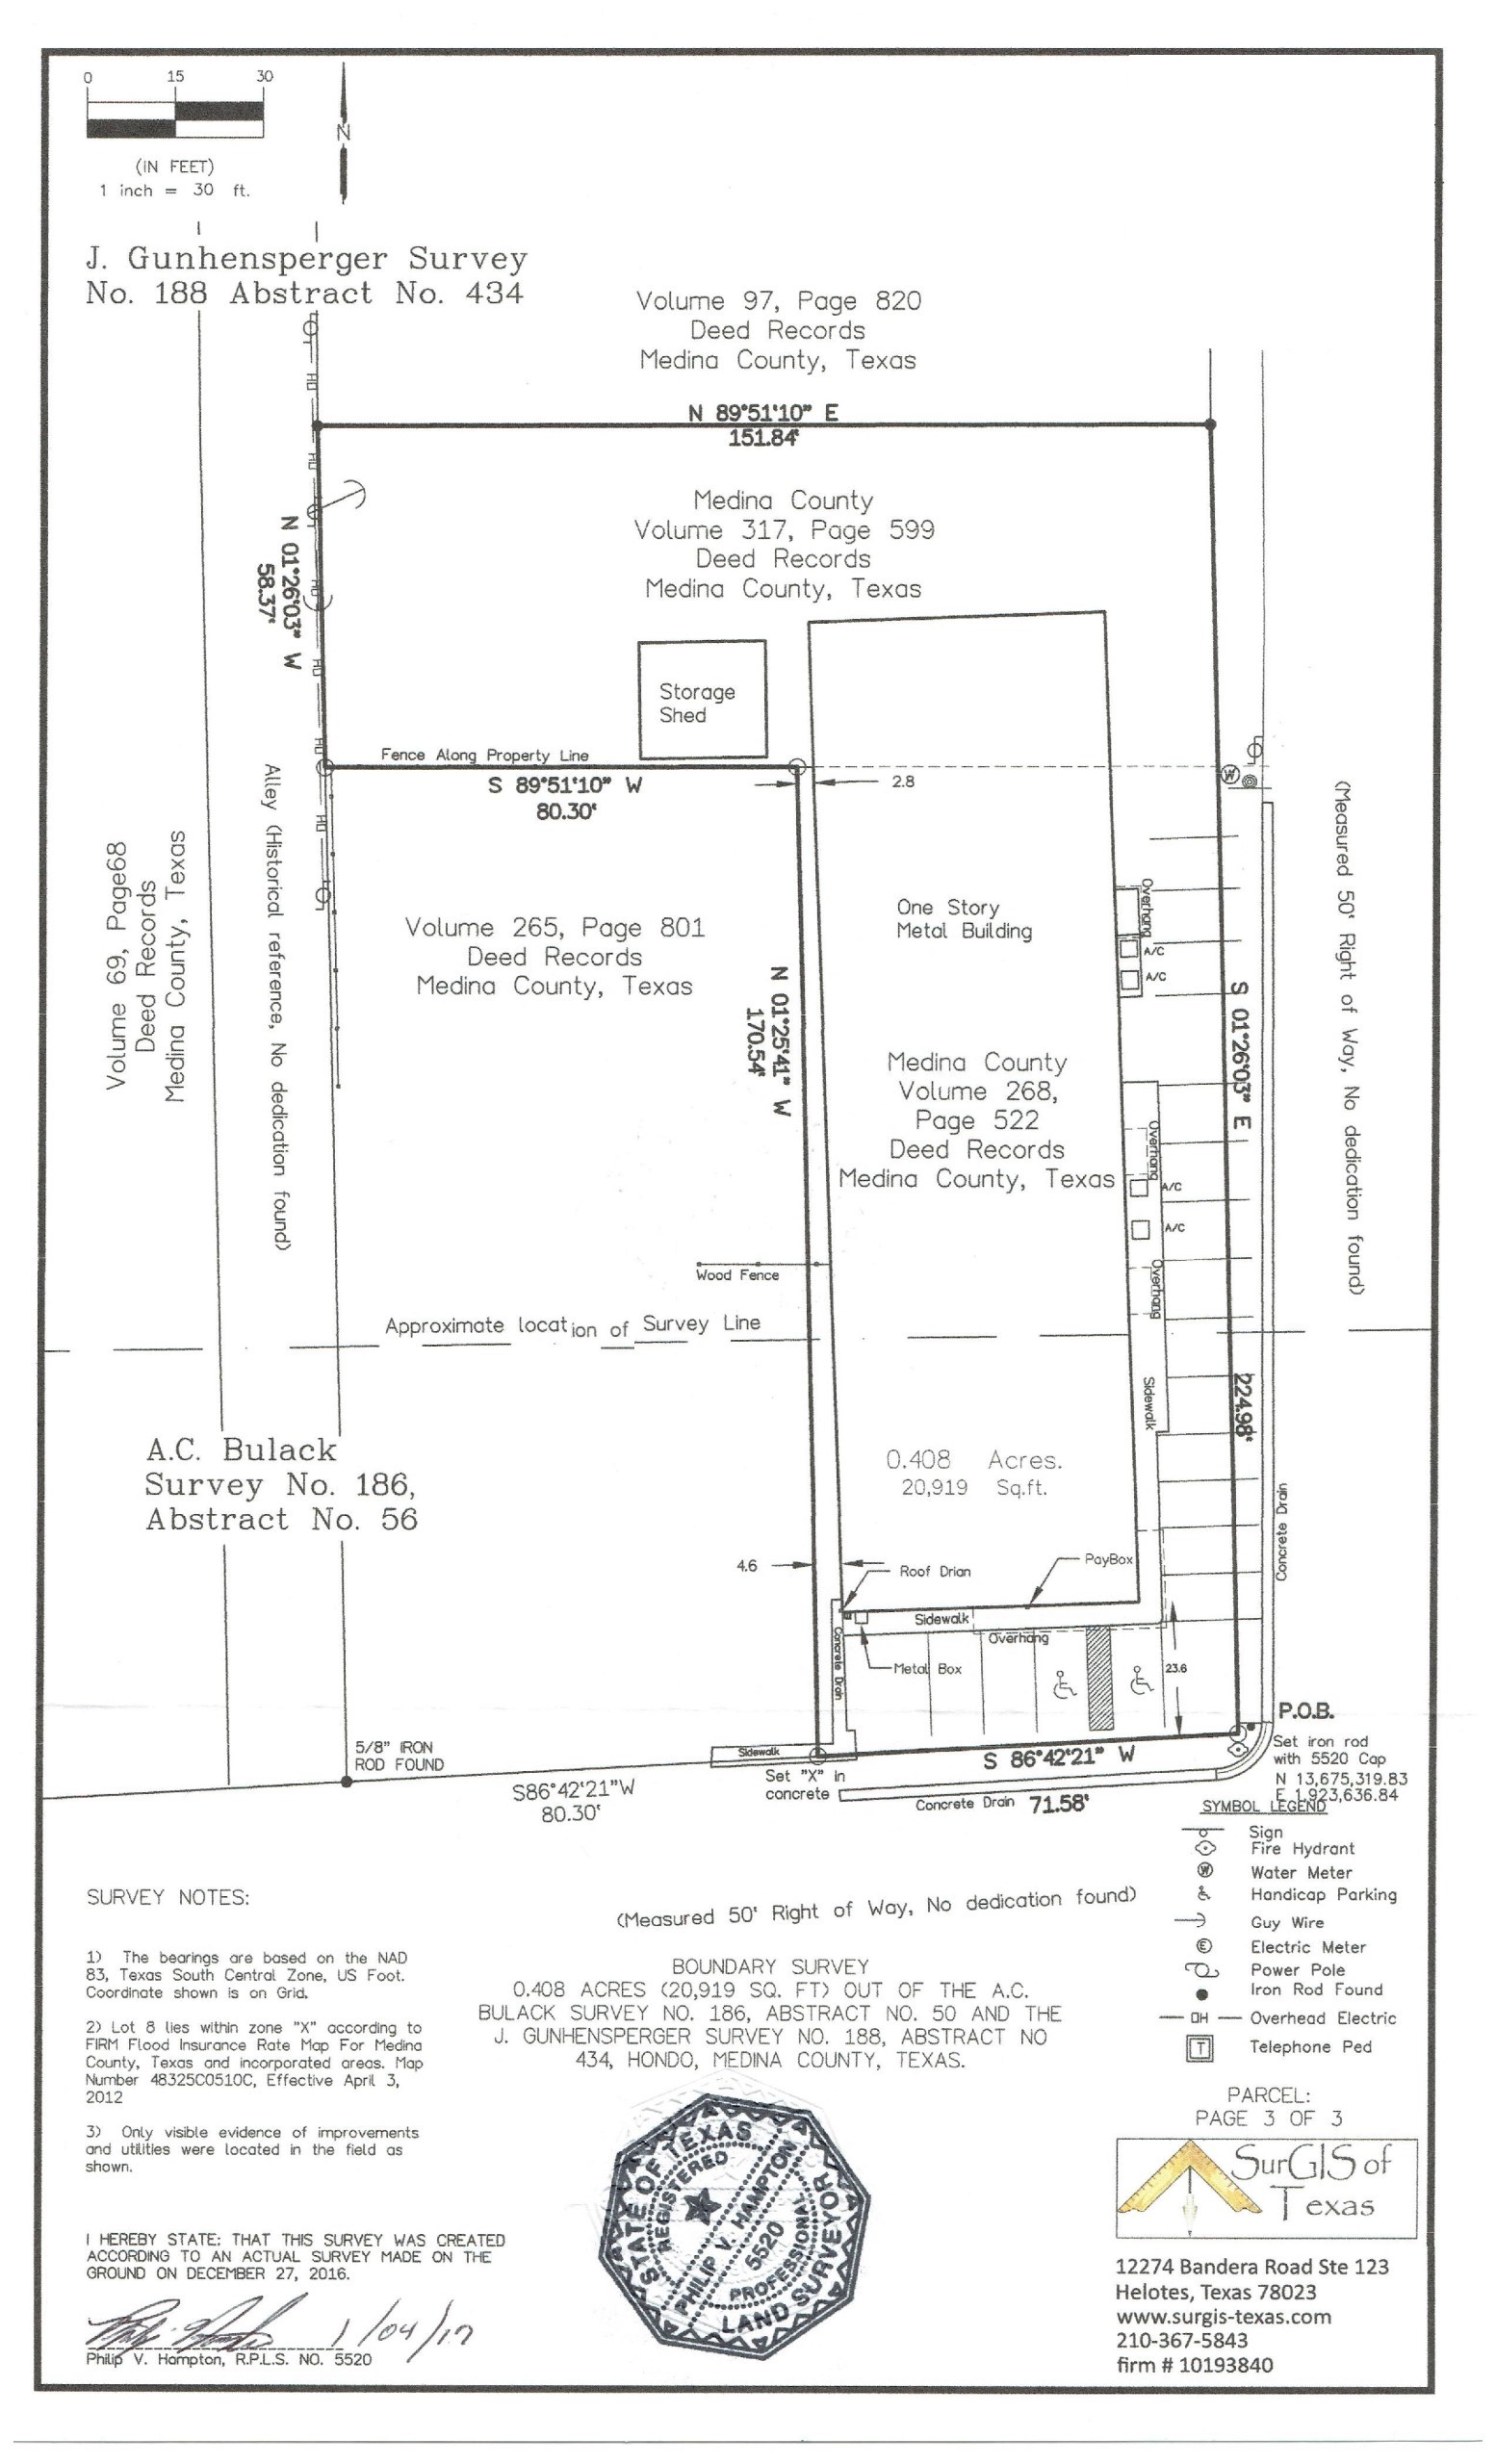 0 15 30
(IN FEET)
1 inch = 30 ft.
N
J. Gunhensperger Survey
No. 188 Abstract No. 434
Volume 97, Page 820
Deed Records
Medina County, Texas
N 89°51'10" E
151.84'
Medina County
Volume 317, Page 599
Deed Records
Medina County, Texas
N 01°26'03" W
58.37'
OH
OH
OH
OH
OH
OH
Storage
Shed
Fence Along Property Line
S 89°51'10" W
80.30'
2.8
W
Alley (Historical reference, No dedication found)
Volume 69, Page68
Deed Records
Medina County, Texas
Volume 265, Page 801
Deed Records
Medina County, Texas
N 01°25'41" W
170.54'
One Story
Metal Building
Overhang
A/C
A/C
S 01°26'03" E
224.98'
(Measured 50' Right of Way, No dedication found)
Medina County
Volume 268,
Page 522
Deed Records
Medina County, Texas
Overhang
A/C
A/C
Overhang
Wood Fence
Approximate location of Survey Line
Sidewalk
A.C. Bulack
Survey No. 186,
Abstract No. 56
0.408 Acres.
20,919 Sq.ft.
Concrete Drain
4.6
Roof Drian
PayBox
Sidewalk
Overhang
Concrete Drain
Metal Box
23.6
P.O.B.
Set iron rod
with 5520 Cap
N 13,675,319.83
E 1,923,636.84
5/8" IRON
ROD FOUND
Sidewalk
S 86°42'21" W
Set "X" in
concrete
S86°42'21"W
80.30'
Concrete Drain 71.58'
SYMBOL LEGEND
Sign
Fire Hydrant
W Water Meter
Handicap Parking
Guy Wire
E Electric Meter
Power Pole
Iron Rod Found
OH Overhead Electric
T Telephone Ped
(Measured 50' Right of Way, No dedication found)
SURVEY NOTES:
1) The bearings are based on the NAD
83, Texas South Central Zone, US Foot.
Coordinate shown is on Grid.
2) Lot 8 lies within zone "X" according to
FIRM Flood Insurance Rate Map For Medina
County, Texas and incorporated areas. Map
Number 48325C0510C, Effective April 3,
2012
3) Only visible evidence of improvements
and utilities were located in the field as
shown.
BOUNDARY SURVEY
0.408 ACRES (20,919 SQ. FT) OUT OF THE A.C.
BULACK SURVEY NO. 186, ABSTRACT NO. 50 AND THE
J. GUNHENSPERGER SURVEY NO. 188, ABSTRACT NO
434, HONDO, MEDINA COUNTY, TEXAS.
STATE OF TEXAS
REGISTERED
PHILIP V. HAMPTON
5520
PROFESSIONAL
LAND SURVEYOR
I HEREBY STATE: THAT THIS SURVEY WAS CREATED
ACCORDING TO AN ACTUAL SURVEY MADE ON THE
GROUND ON DECEMBER 27, 2016.
1/04/17
Philip V. Hampton, R.P.L.S. NO. 5520
PARCEL:
PAGE 3 OF 3
SurGIS of
Texas
12274 Bandera Road Ste 123
Helotes, Texas 78023
www.surgis-texas.com
210-367-5843
firm # 10193840